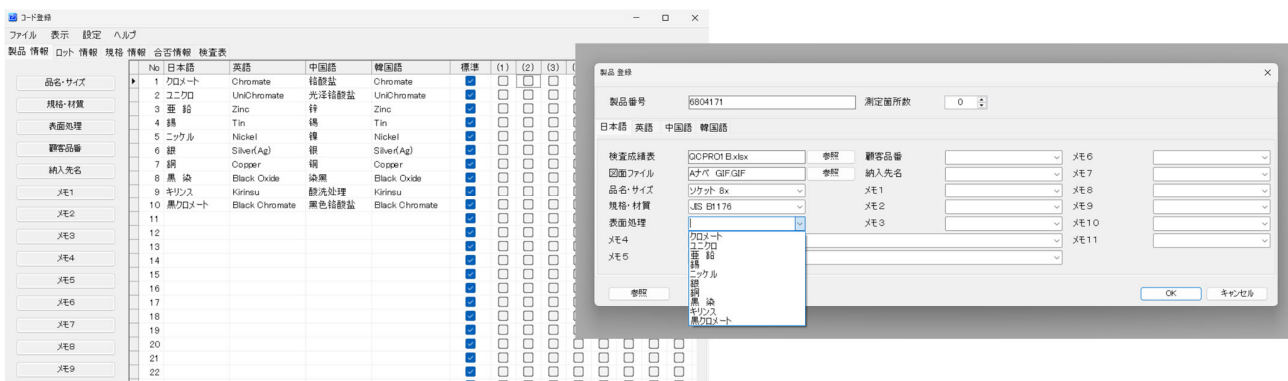 コード登録
ファイル 表示 設定 ヘルプ
製品 情報 ロット 情報 規格 情報 合否情報 検査表
No 日本語 英語 中国語 韓国語 標準 (1) (2) (3)
品名・サイズ
規格・材質
表面処理
顧客品番
納入先名
メモ1
メモ2
メモ3
メモ4
メモ5
メモ6
メモ7
メモ8
メモ9
1 クロメート Chromate 铬酸盐 Chromate
2 ユニクロ UniChromate 光泽铬酸盐 UniChromate
3 亜 鉛 Zinc 锌 Zinc
4 錫 Tin 锡 Tin
5 ニッケル Nickel 镍 Nickel
6 銀 Silver(Ag) 银 Silver(Ag)
7 銅 Copper 铜 Copper
8 黒 染 Black Oxide 染黑 Black Oxide
9 キリンス Kirinsu 酸洗处理 Kirinsu
10 黒クロメート Black Chromate 黑色铬酸盐 Black Chromate
11
12
13
14
15
16
17
18
19
20
21
22
製品 登録
製品番号 6804171 測定箇所数 0
日本語 英語 中国語 韓国語
検査成績表 QCPRO1B.xlsx 参照 顧客品番 メモ6
図面ファイル Aナベ GIF.GIF 参照 納入先名 メモ7
品名・サイズ ソケット 8x メモ1 メモ8
規格・材質 JIS B1176 メモ2 メモ9
表面処理 メモ3 メモ10
メモ4 メモ11
メモ5
クロメート
ユニクロ
亜 鉛
錫
ニッケル
銀
銅
黒 染
キリンス
黒クロメート
参照 OK キャンセル